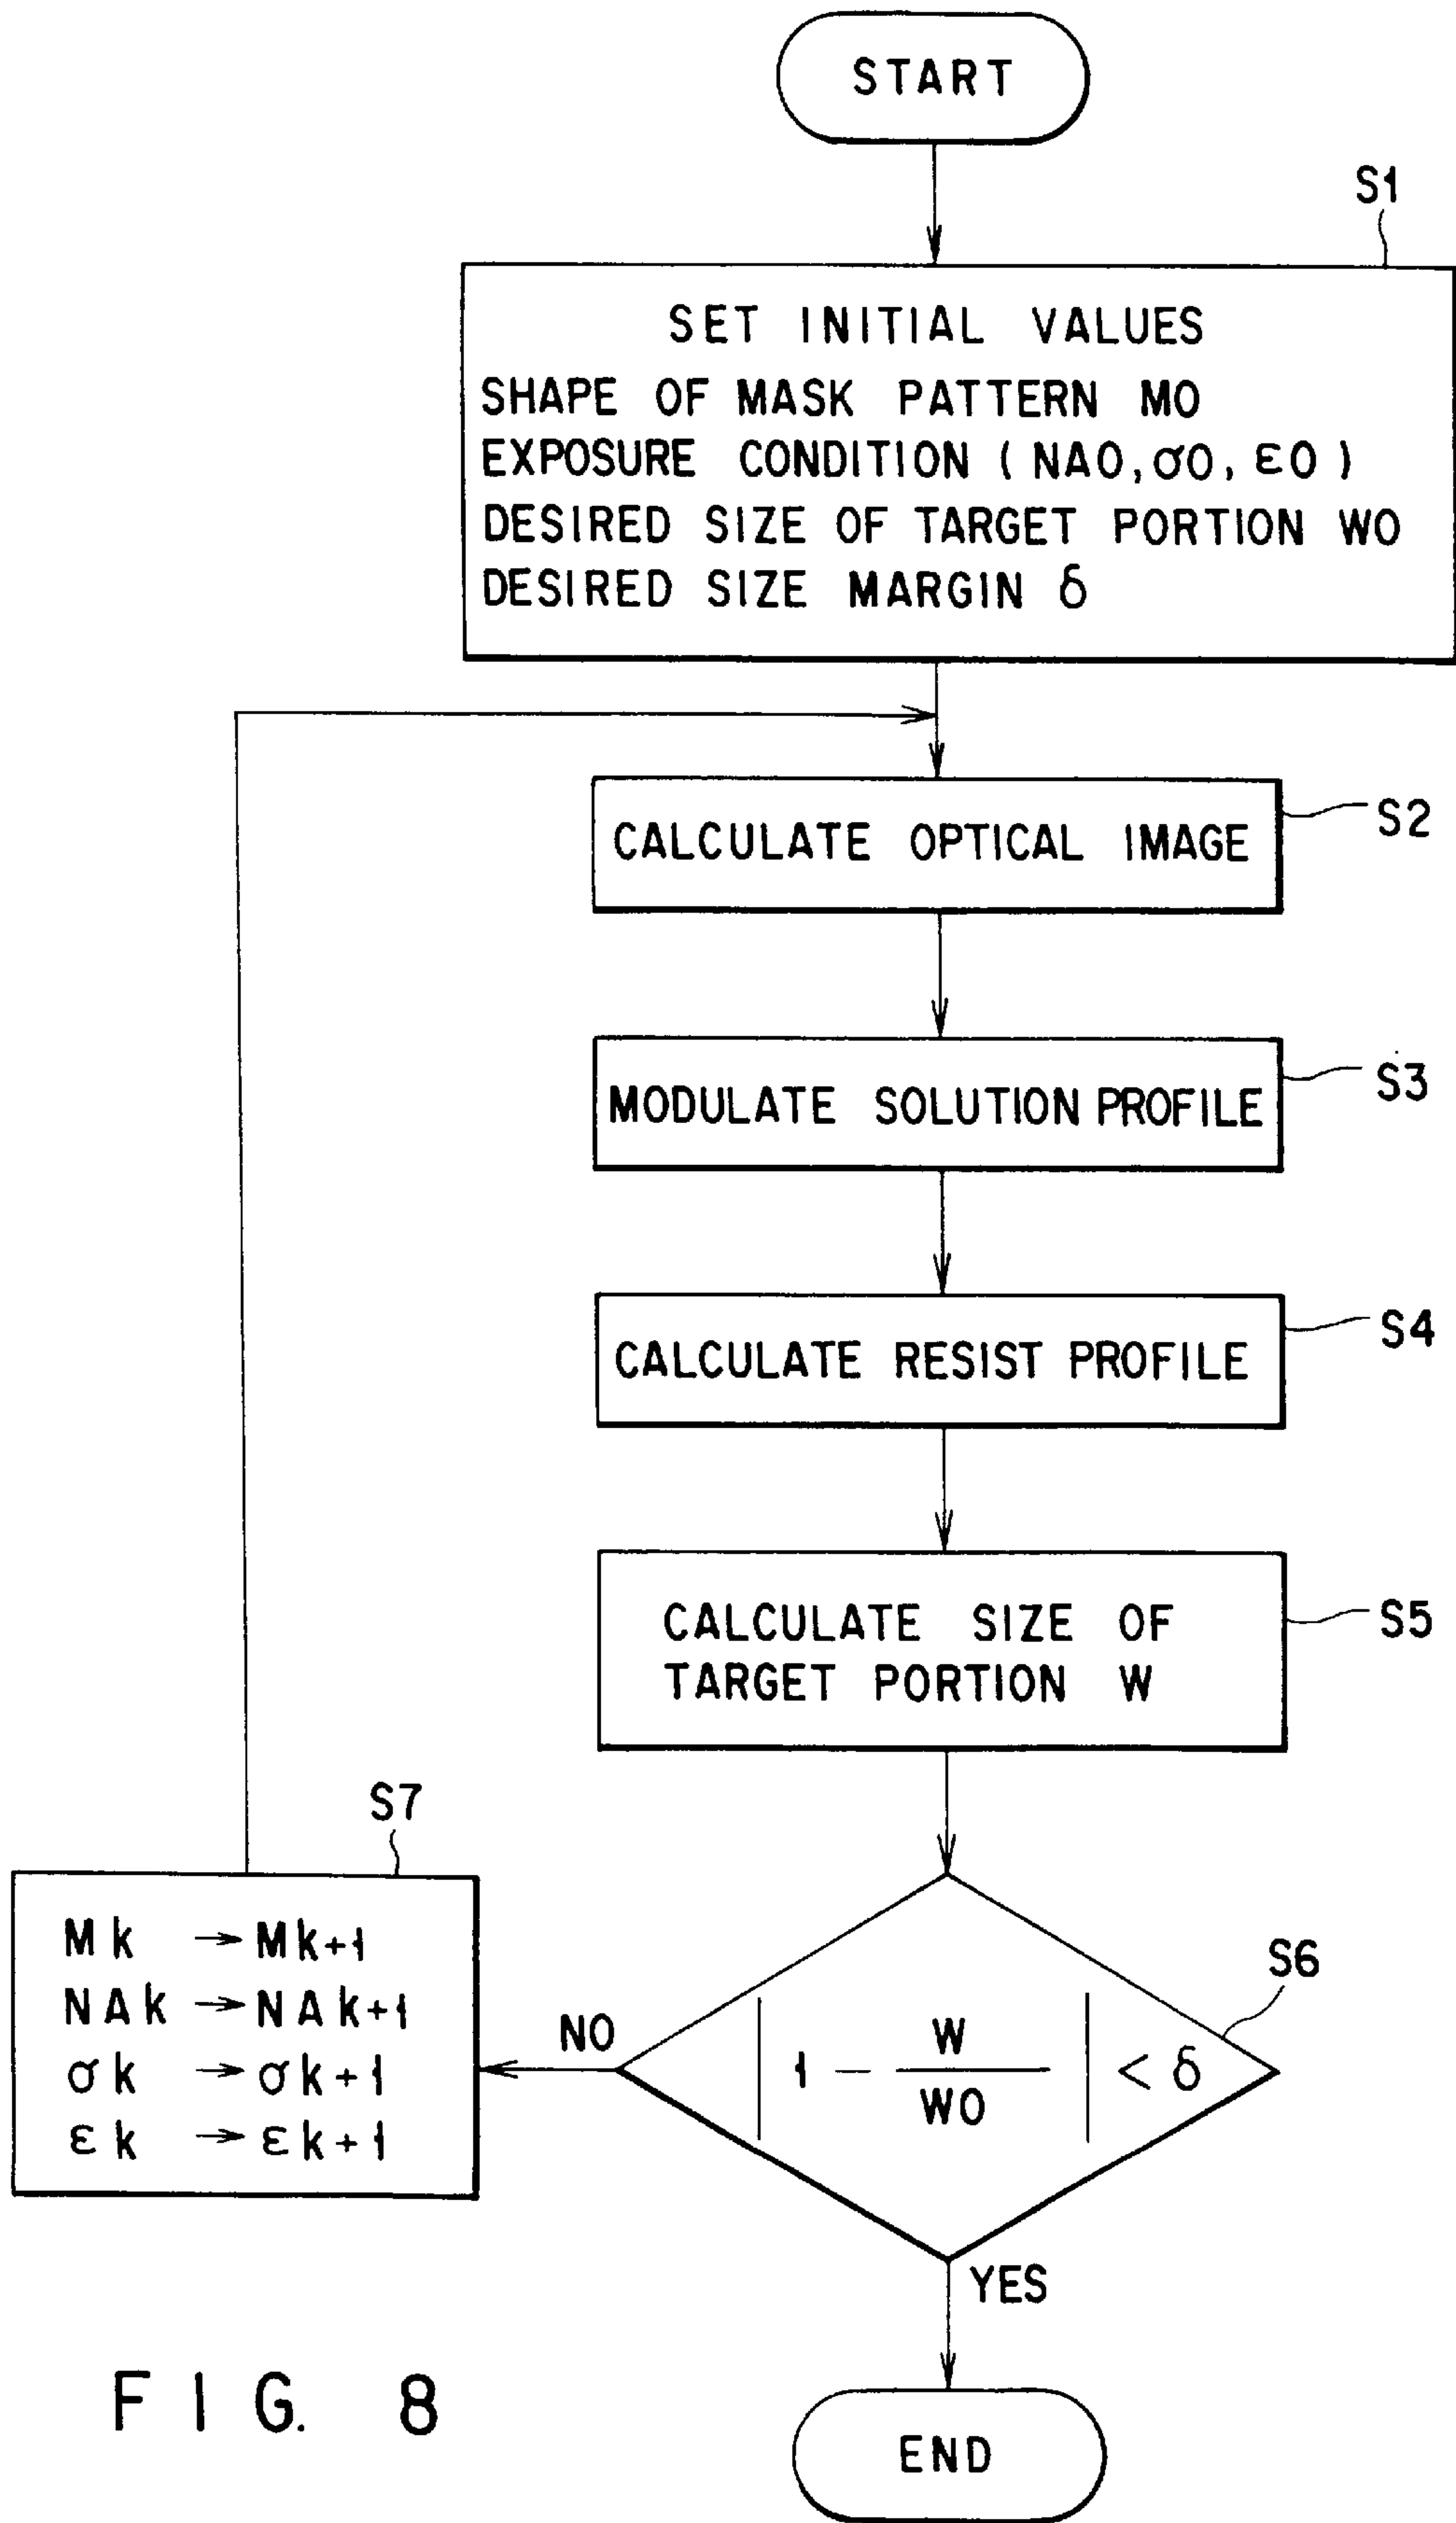 START
S1
SET INITIAL VALUES
SHAPE OF MASK PATTERN M0
EXPOSURE CONDITION (NA0, σ0, ε0)
DESIRED SIZE OF TARGET PORTION W0
DESIRED SIZE MARGIN δ
CALCULATE OPTICAL IMAGE
S2
MODULATE SOLUTION PROFILE
S3
CALCULATE RESIST PROFILE
S4
CALCULATE SIZE OF
TARGET PORTION W
S5
S7
Mk → Mk+1
NAk → NAk+1
σk → σk+1
εk → εk+1
NO
| 1 − W/W0 | < δ
S6
YES
END
FIG. 8